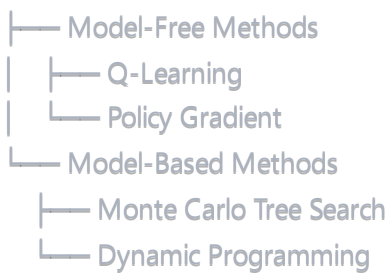 ├── Model-Free Methods
│   ├── Q-Learning
│   └── Policy Gradient
└── Model-Based Methods
    ├── Monte Carlo Tree Search
    └── Dynamic Programming